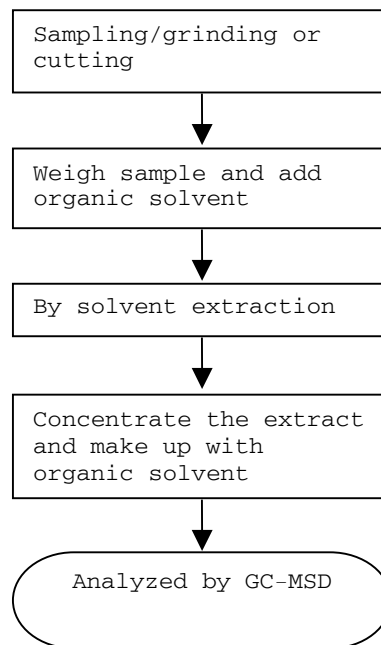 Sampling/grinding or
cutting
Weigh sample and add
organic solvent
By solvent extraction
Concentrate the extract
and make up with
organic solvent
Analyzed by GC-MSD